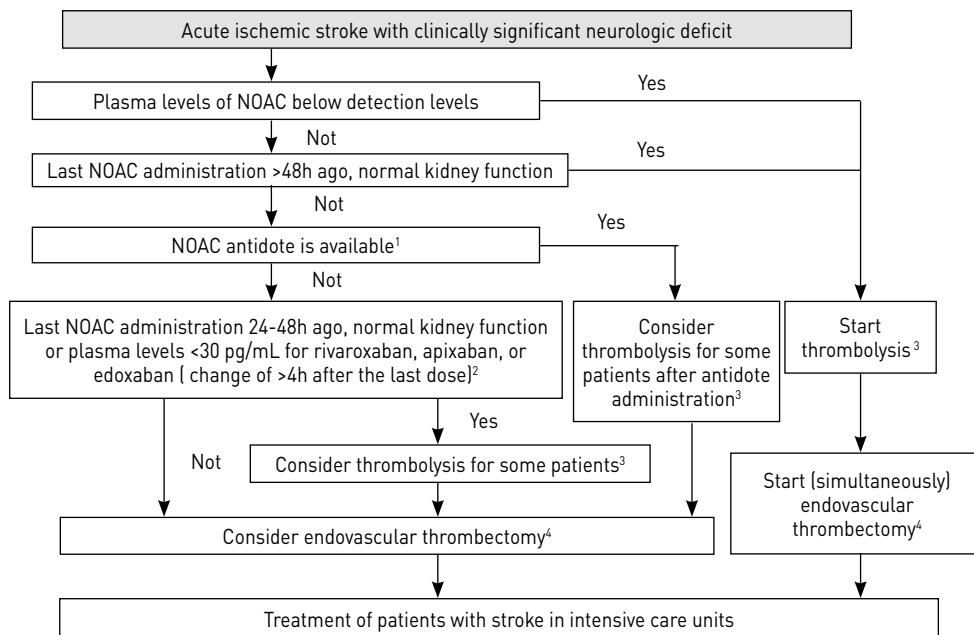 Acute ischemic stroke with clinically significant neurologic deficit
Yes
Plasma levels of NOAC below detection levels
Not
Yes
Last NOAC administration >48h ago, normal kidney function
Not
Yes
NOAC antidote is available¹
Not
Last NOAC administration 24-48h ago, normal kidney function
or plasma levels <30 pg/mL for rivaroxaban, apixaban, or
edoxaban ( change of >4h after the last dose)²
Consider
thrombolysis for some
patients after antidote
administration³
Start
thrombolysis ³
Yes
Not
Consider thrombolysis for some patients³
Start (simultaneously)
endovascular
thrombectomy⁴
Consider endovascular thrombectomy⁴
Treatment of patients with stroke in intensive care units